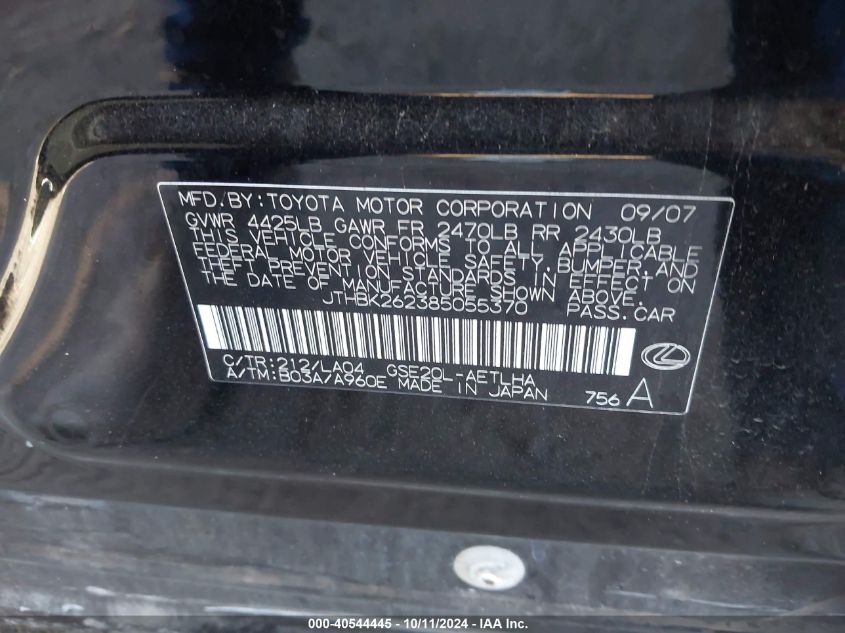 MFD./BY:TOYOTA MOTOR CORPORATION 09/07
GVWR 4425LB GAWR FR 2470LB RR 2430LB
THIS VEHICLE CONFORMS TO ALL APPLICABLE
FEDERAL MOTOR VEHICLE SAFETY,BUMPER,AND
THEFT PREVENTION STANDARDS IN EFFECT ON
THE DATE OF MANUFACTURE SHOWN ABOVE.
JTHBK262385055370 PASS.CAR
C/TR:212/LA04 GSE20L-AETLHA
A/TM:B03A/A960E MADE IN JAPAN 756 A
000-40544445 - 10/11/2024 - IAA Inc.